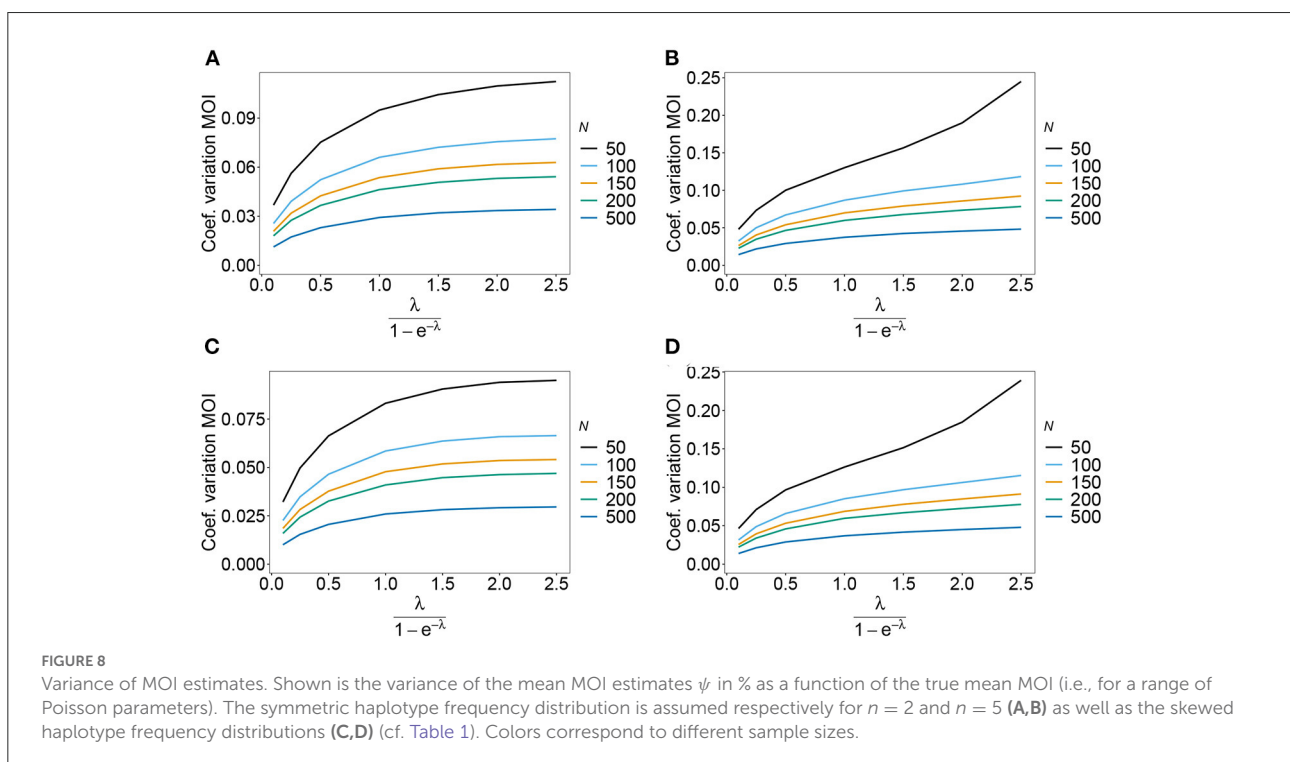 A
Coef. variation MOI
0.09
0.06
0.03
0.00
0.0 0.5 1.0 1.5 2.0 2.5
λ
1 − e−λ
N
50
100
150
200
500
B
Coef. variation MOI
0.25
0.20
0.15
0.10
0.05
0.00
0.0 0.5 1.0 1.5 2.0 2.5
λ
1 − e−λ
N
50
100
150
200
500
C
Coef. variation MOI
0.075
0.050
0.025
0.000
0.0 0.5 1.0 1.5 2.0 2.5
λ
1 − e−λ
N
50
100
150
200
500
D
Coef. variation MOI
0.25
0.20
0.15
0.10
0.05
0.00
0.0 0.5 1.0 1.5 2.0 2.5
λ
1 − e−λ
N
50
100
150
200
500
FIGURE 8
Variance of MOI estimates. Shown is the variance of the mean MOI estimates ψ in % as a function of the true mean MOI (i.e., for a range of
Poisson parameters). The symmetric haplotype frequency distribution is assumed respectively for n = 2 and n = 5 (A,B) as well as the skewed
haplotype frequency distributions (C,D) (cf. Table 1). Colors correspond to different sample sizes.